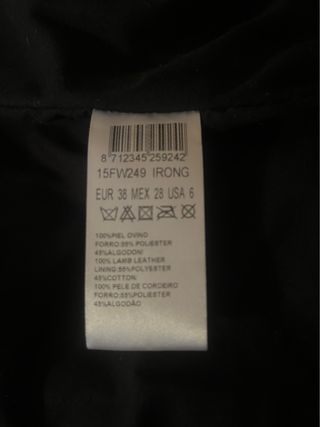 8 712345 259242
15FW249 IRONG
EUR 38 MEX 28 USA 6
100%PIEL OVINO
FORRO:55% POLIESTER
45%ALGODON/
100% LAMB LEATHER
LINING:55%POLYESTER
45%COTTON/
100% PELE DE CORDEIRO
FORRO:55%POLIESTER
45%ALGODÃO